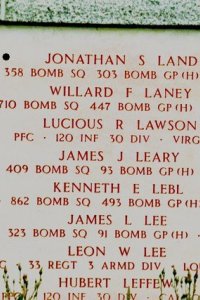 JONATHAN S LAND
358 BOMB SQ 303 BOMB GP (H)
WILLARD F LANEY
710 BOMB SQ 447 BOMB GP (H)
LUCIOUS R LAWSON
PFC · 120 INF 30 DIV · VIRG
JAMES J LEARY
409 BOMB SQ 93 BOMB GP (H)
KENNETH E LEBL
· 862 BOMB SQ 493 BOMB GP (H)
JAMES L LEE
323 BOMB SQ 91 BOMB GP (H) ·
LEON W LEE
33 REGT 3 ARMD DIV · LOU
HUBERT LEFFEW
PFC · 120 INF 30 DIV